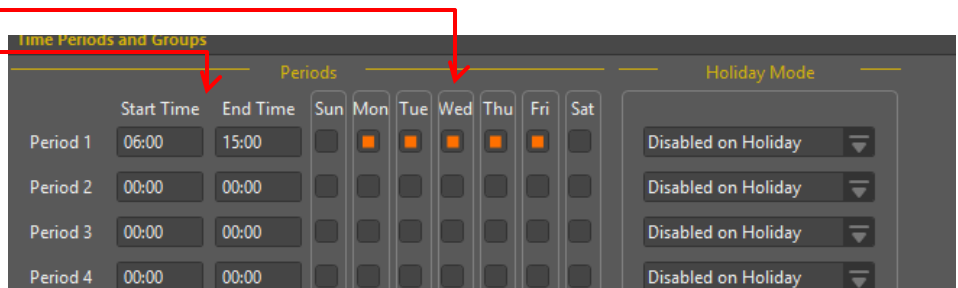 Time Periods and Groups
Periods Holiday Mode
Start Time End Time Sun Mon Tue Wed Thu Fri Sat
Period 1 06:00 15:00 Disabled on Holiday
Period 2 00:00 00:00 Disabled on Holiday
Period 3 00:00 00:00 Disabled on Holiday
Period 4 00:00 00:00 Disabled on Holiday